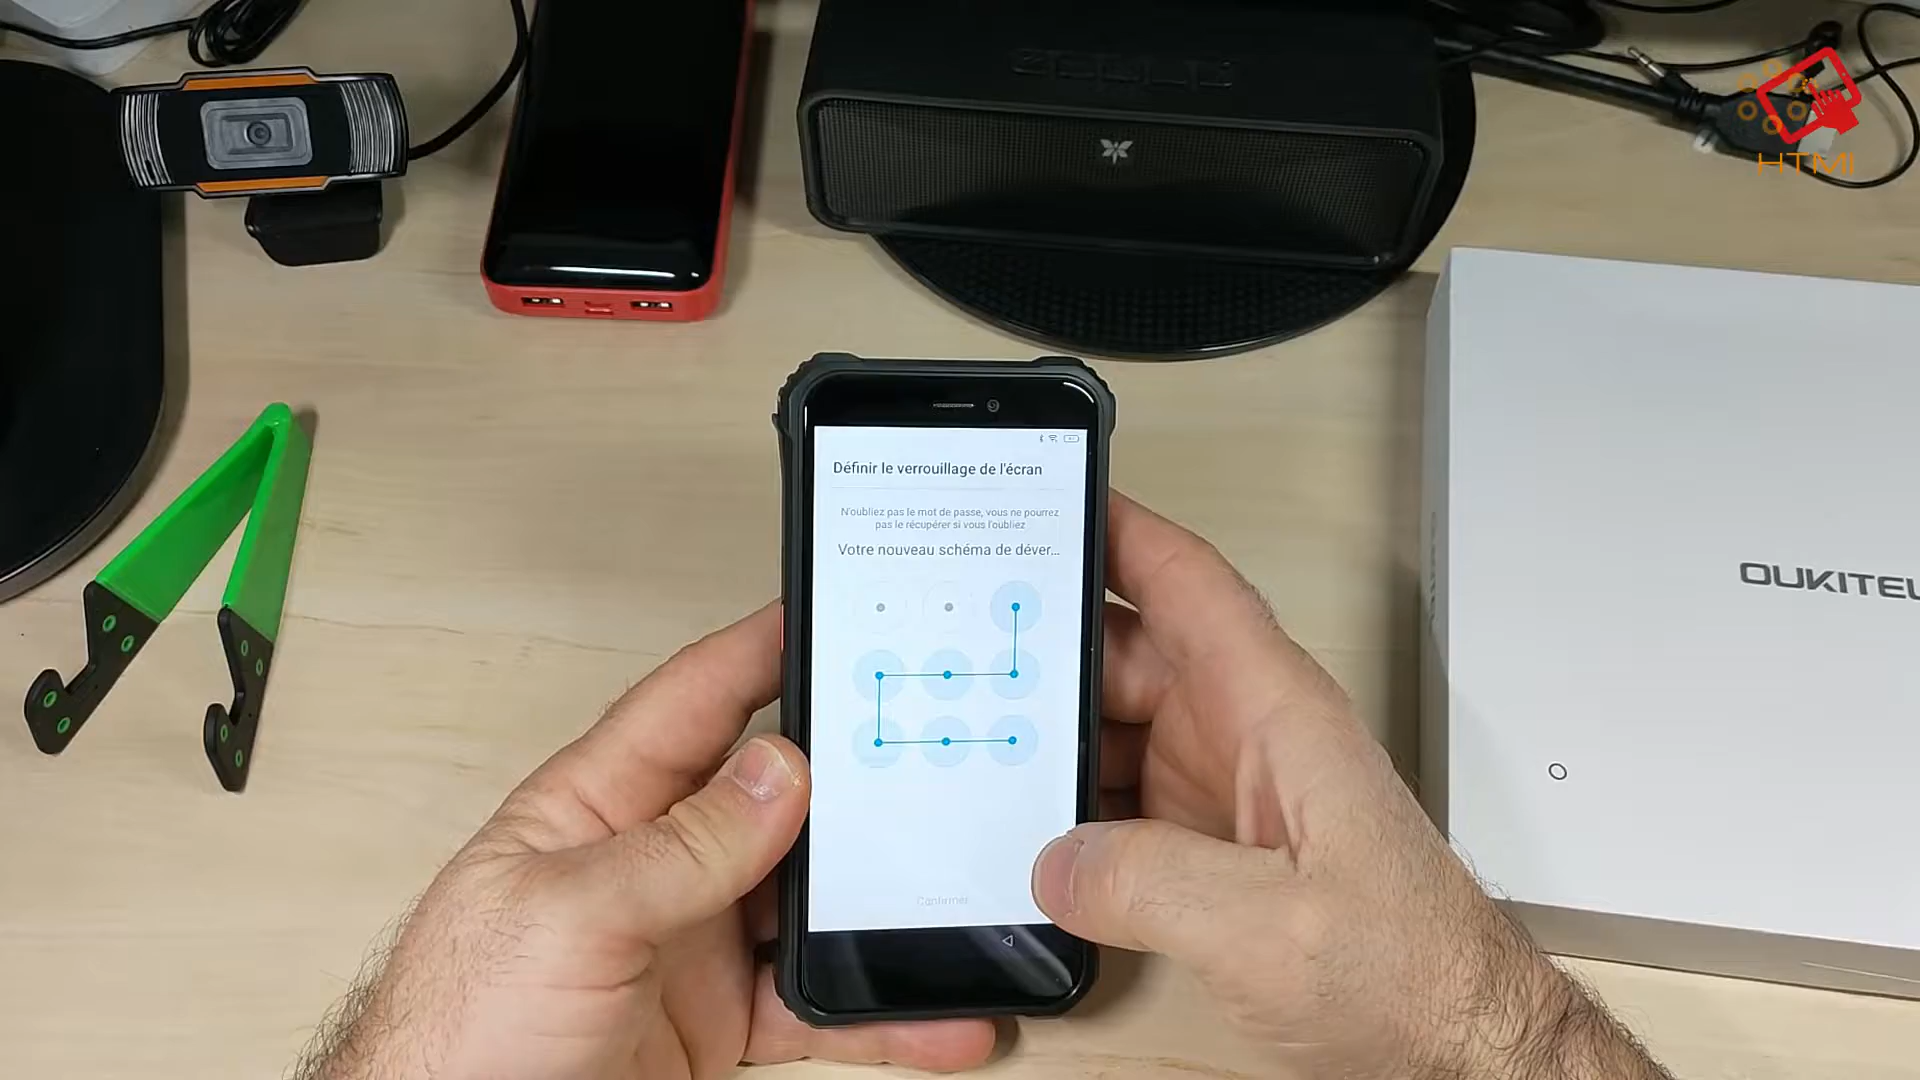 HTMI
Définir le verrouillage de l'écran
N'oubliez pas le mot de passe, vous ne pourrez
pas le récupérer si vous l'oubliez
Votre nouveau schéma de déver...
OUKITEL
Confirmer